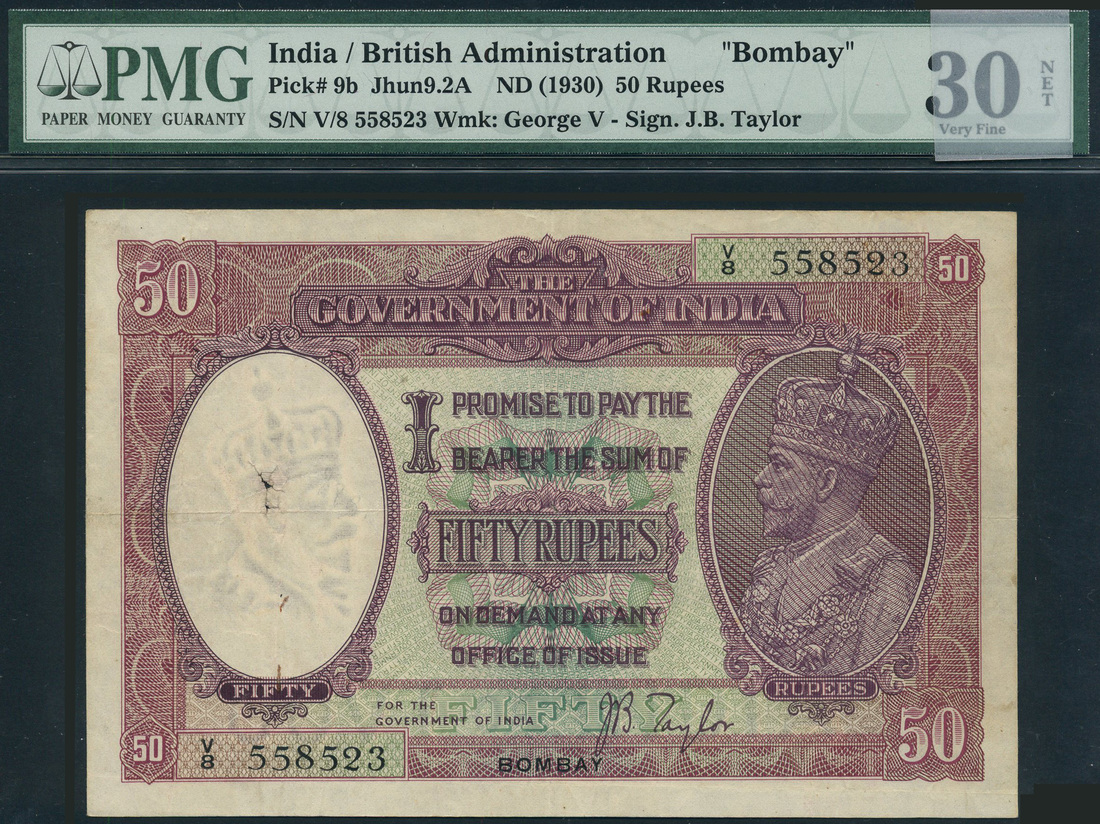 PMG
PAPER MONEY GUARANTY
India / British Administration "Bombay"
Pick# 9b Jhun9.2A ND (1930) 50 Rupees
S/N V/8 558523 Wmk: George V - Sign. J.B. Taylor
30
NET
Very Fine
50
V/8 558523
50
THE
GOVERNMENT OF INDIA
I PROMISE TO PAY THE
BEARER THE SUM OF
FIFTY RUPEES
ON DEMAND AT ANY
OFFICE OF ISSUE
FIFTY
RUPEES
FOR THE
GOVERNMENT OF INDIA
FIFTY
J.B. Taylor
50
V/8 558523
BOMBAY
50